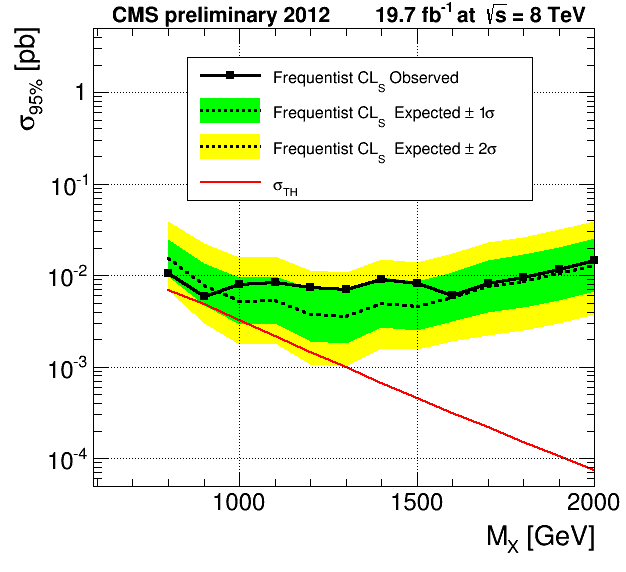 CMS preliminary 2012 19.7 fb⁻¹ at √s = 8 TeV
σ95% [pb]
Frequentist CLS Observed
Frequentist CLS Expected ± 1σ
Frequentist CLS Expected ± 2σ
σTH
1
10⁻¹
10⁻²
10⁻³
10⁻⁴
1000 1500 2000
MX [GeV]